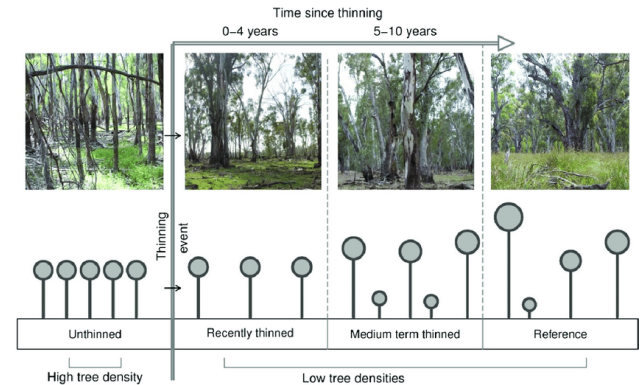 Time since thinning
0–4 years
5–10 years
Thinning
event
Unthinned
Recently thinned
Medium term thinned
Reference
High tree density
Low tree densities